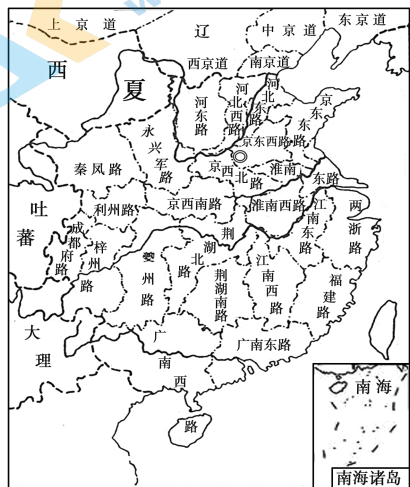 上京道
辽
中京道
东京道
西京道
南京道
西
夏
河东路
河北西路
河北东路
京东东路
京东西路
永兴军路
秦凤路
京西北路
淮南东路
吐蕃
利州路
京西南路
淮南西路
江南东路
两浙路
成都府路
梓州路
夔州路
荆湖北路
荆湖南路
江南西路
福建路
大理
广南西路
广南东路
南海
南海诸岛